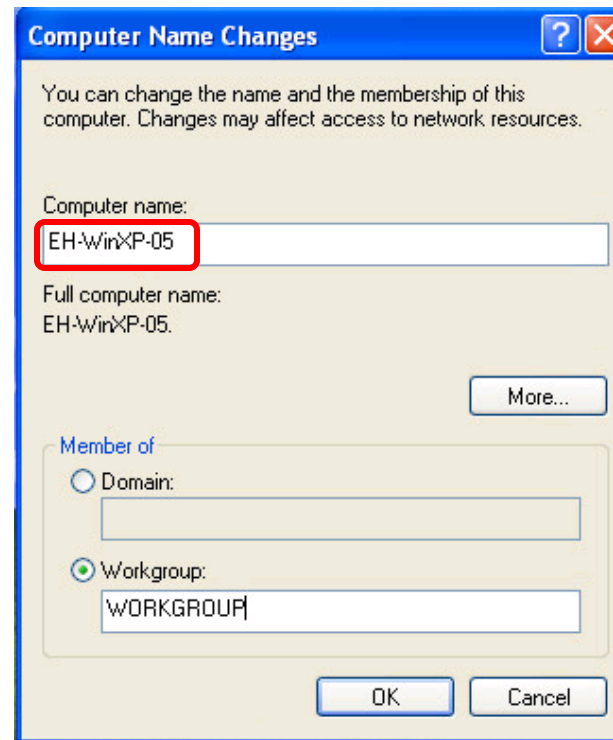 Computer Name Changes
You can change the name and the membership of this
computer. Changes may affect access to network resources.
Computer name:
EH-WinXP-05
Full computer name:
EH-WinXP-05.
More...
Member of
Domain:
Workgroup:
WORKGROUP
OK
Cancel